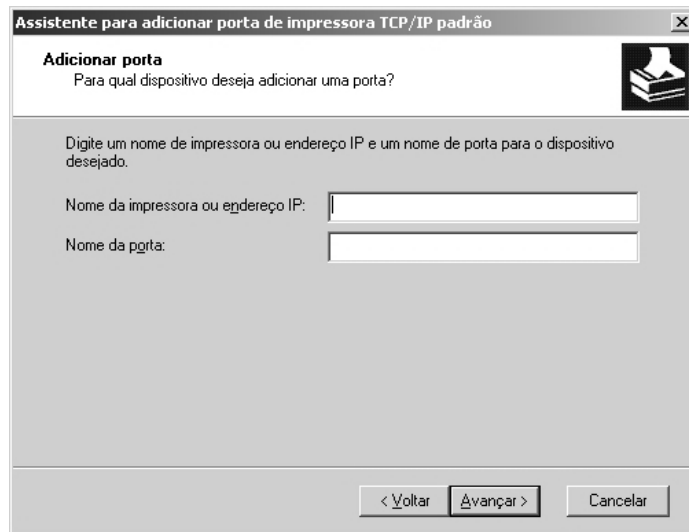 Assistente para adicionar porta de impressora TCP/IP padrão
Adicionar porta
Para qual dispositivo deseja adicionar uma porta?
Digite um nome de impressora ou endereço IP e um nome de porta para o dispositivo
desejado.
Nome da impressora ou endereço IP:
Nome da porta:
< Voltar Avançar > Cancelar